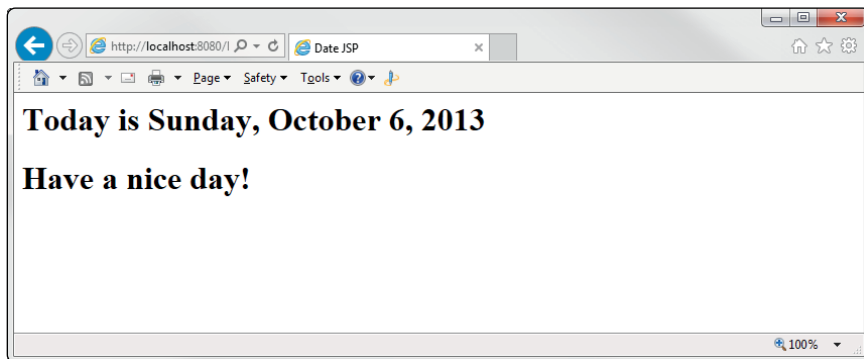 http://localhost:8080/
Date JSP
Page Safety Tools
Today is Sunday, October 6, 2013
Have a nice day!
100%